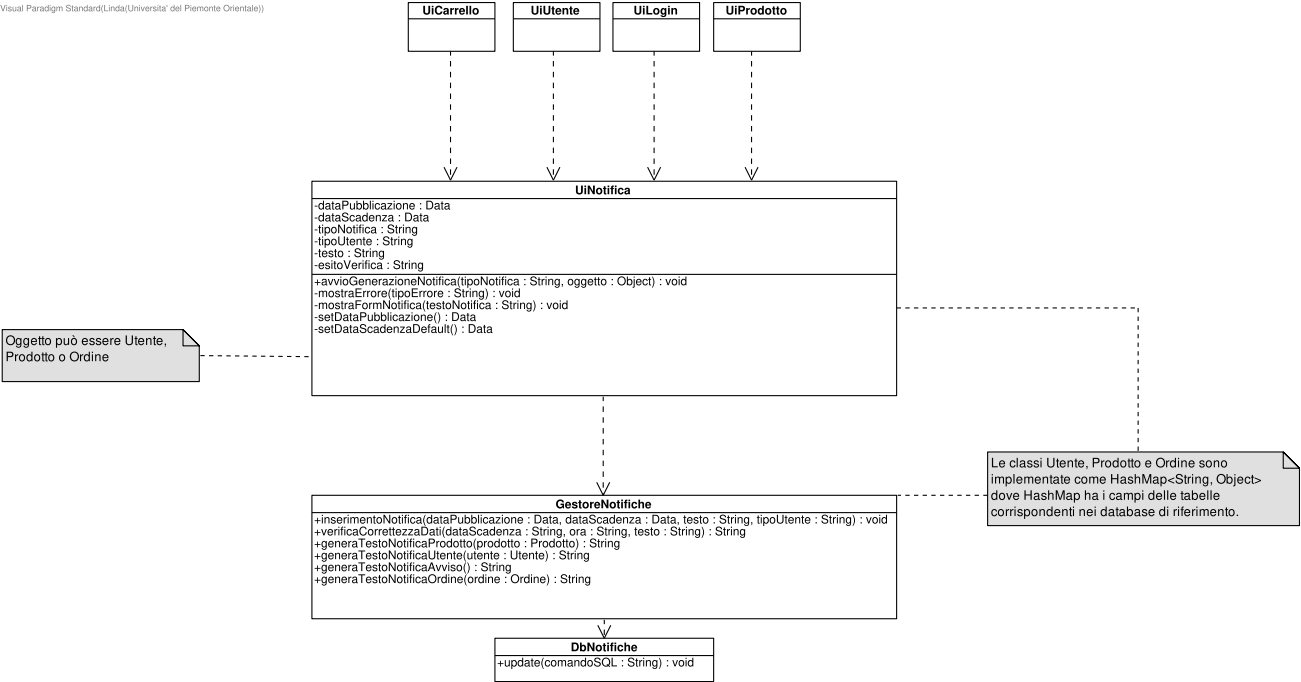 Visual Paradigm Standard(Linda(Universita' del Piemonte Orientale))
UiCarrello
UiUtente
UiLogin
UiProdotto
UiNotifica
-dataPubblicazione : Data
-dataScadenza : Data
-tipoNotifica : String
-tipoUtente : String
-testo : String
-esitoVerifica : String
+avvioGenerazioneNotifica(tipoNotifica : String, oggetto : Object) : void
-mostraErrore(tipoErrore : String) : void
-mostraFormNotifica(testoNotifica : String) : void
-setDataPubblicazione() : Data
-setDataScadenzaDefault() : Data
Oggetto può essere Utente,
Prodotto o Ordine
Le classi Utente, Prodotto e Ordine sono
implementate come HashMap<String, Object>
dove HashMap ha i campi delle tabelle
corrispondenti nei database di riferimento.
GestoreNotifiche
+inserimentoNotifica(dataPubblicazione : Data, dataScadenza : Data, testo : String, tipoUtente : String) : void
+verificaCorrettezzaDati(dataScadenza : String, ora : String, testo : String) : String
+generaTestoNotificaProdotto(prodotto : Prodotto) : String
+generaTestoNotificaUtente(utente : Utente) : String
+generaTestoNotificaAvviso() : String
+generaTestoNotificaOrdine(ordine : Ordine) : String
DbNotifiche
+update(comandoSQL : String) : void